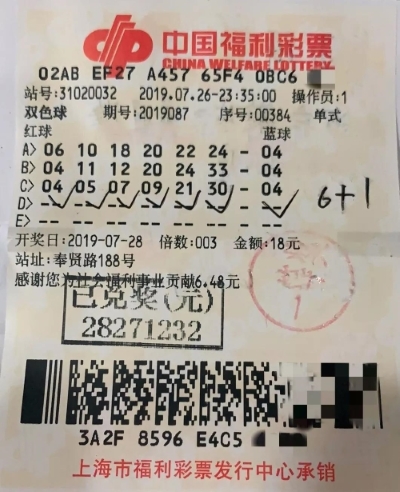 中国福利彩票
CHINA WELFARE LOTTERY
02AB EF27 A457 65F4 0BC6
站号:31020032 2019.07.26-23:35:00 操作员:1
双色球 期号:2019087 序号:00384 单式
红球 蓝球
A> 06 10 18 20 22 24 - 04
B> 04 11 12 20 24 33 - 04
C> 04 05 07 09 21 30 - 04
6+1
D> -- -- -- -- -- -- - --
E> -- -- -- -- -- -- - --
开奖日:2019-07-28 倍数:003 金额:18元
站址:奉贤路188号
感谢您为社会福利事业贡献6.48元
已兑奖(元)
28271232
1
3A2F 8596 E4C5
上海市福利彩票发行中心承销